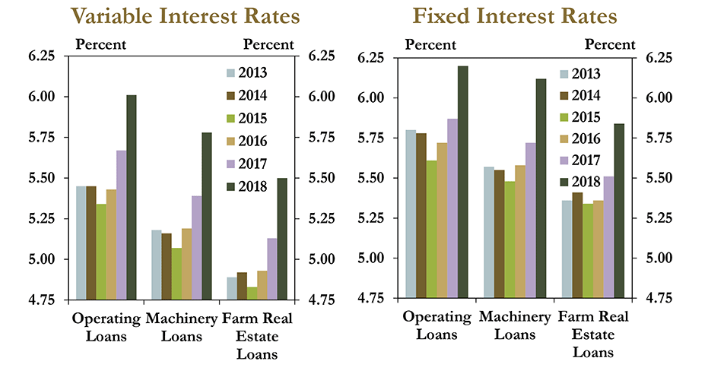 Variable Interest Rates
Percent Percent
6.25 6.25
2013
6.00 2014 6.00
2015
5.75 2016 5.75
2017
5.50 2018 5.50
5.25 5.25
5.00 5.00
4.75 4.75
Operating Machinery Farm Real
Loans Loans Estate
Loans
Fixed Interest Rates
Percent Percent
6.25 6.25
2013
6.00 2014 6.00
2015
5.75 2016 5.75
2017
5.50 2018 5.50
5.25 5.25
5.00 5.00
4.75 4.75
Operating Machinery Farm Real
Loans Loans Estate
Loans